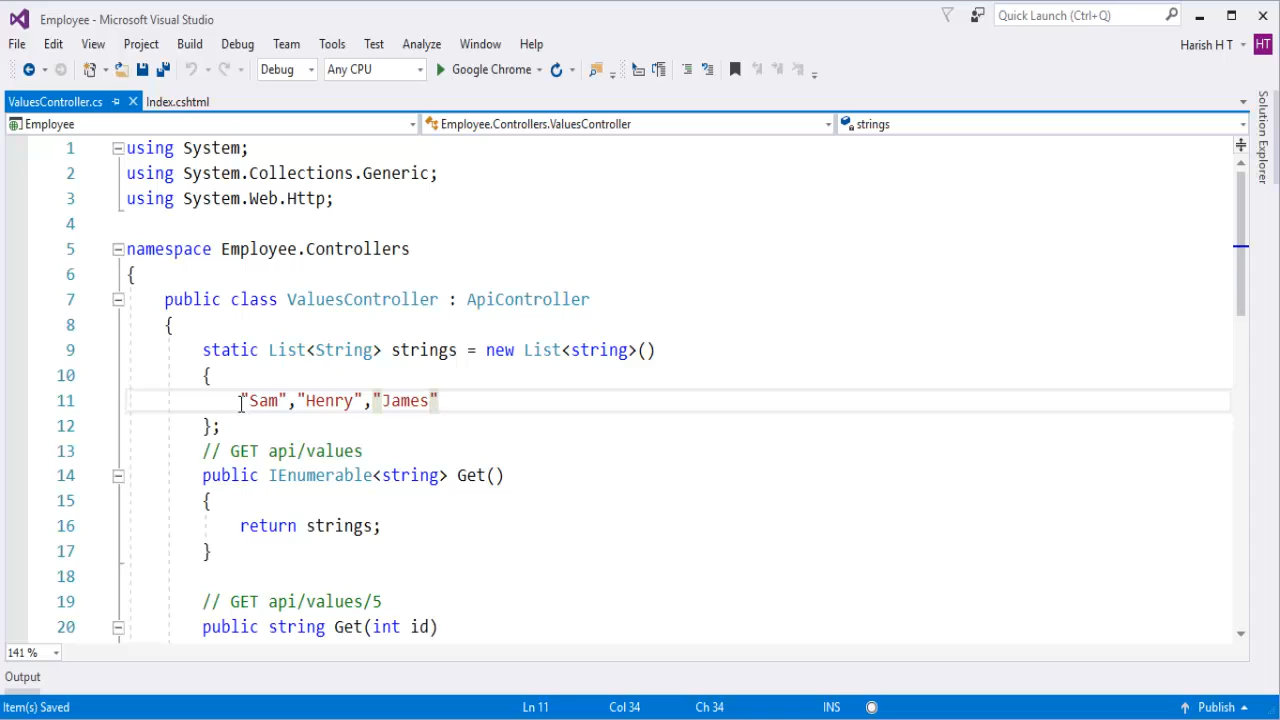 Employee - Microsoft Visual Studio
Quick Launch (Ctrl+Q)
File Edit View Project Build Debug Team Tools Test Analyze Window Help
Harish H T HT
Debug Any CPU Google Chrome
ValuesController.cs Index.cshtml
Employee Employee.Controllers.ValuesController strings
Solution Explorer
1 using System;
2 using System.Collections.Generic;
3 using System.Web.Http;
4
5 namespace Employee.Controllers
6 {
7 public class ValuesController : ApiController
8 {
9 static List<String> strings = new List<string>()
10 {
11 "Sam","Henry","James"
12 };
13 // GET api/values
14 public IEnumerable<string> Get()
15 {
16 return strings;
17 }
18
19 // GET api/values/5
20 public string Get(int id)
141 %
Output
Item(s) Saved Ln 11 Col 34 Ch 34 INS Publish